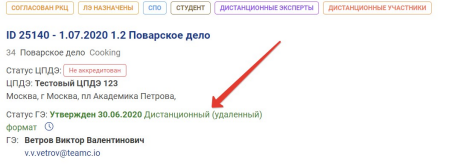 СОГЛАСОВАН РКЦ ЛЭ НАЗНАЧЕНЫ СПО СТУДЕНТ ДИСТАНЦИОННЫЕ ЭКСПЕРТЫ ДИСТАНЦИОННЫЕ УЧАСТНИКИ
ID 25140 - 1.07.2020 1.2 Поварское дело
34 Поварское дело Cooking
Статус ЦПДЭ: Не аккредитован
ЦПДЭ: Тестовый ЦПДЭ 123
Москва, г Москва, пл Академика Петрова,
Статус ГЭ: Утвержден 30.06.2020 Дистанционный (удаленный)
формат
ГЭ: Ветров Виктор Валентинович
v.v.vetrov@teamc.io